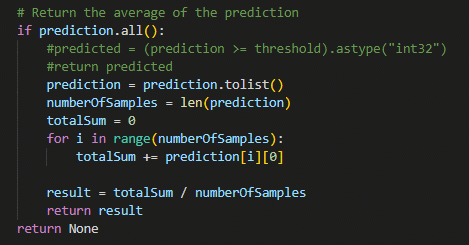 # Return the average of the prediction
if prediction.all():
    #predicted = (prediction >= threshold).astype("int32")
    #return predicted
    prediction = prediction.tolist()
    numberOfSamples = len(prediction)
    totalSum = 0
    for i in range(numberOfSamples):
        totalSum += prediction[i][0]

    result = totalSum / numberOfSamples
    return result
return None